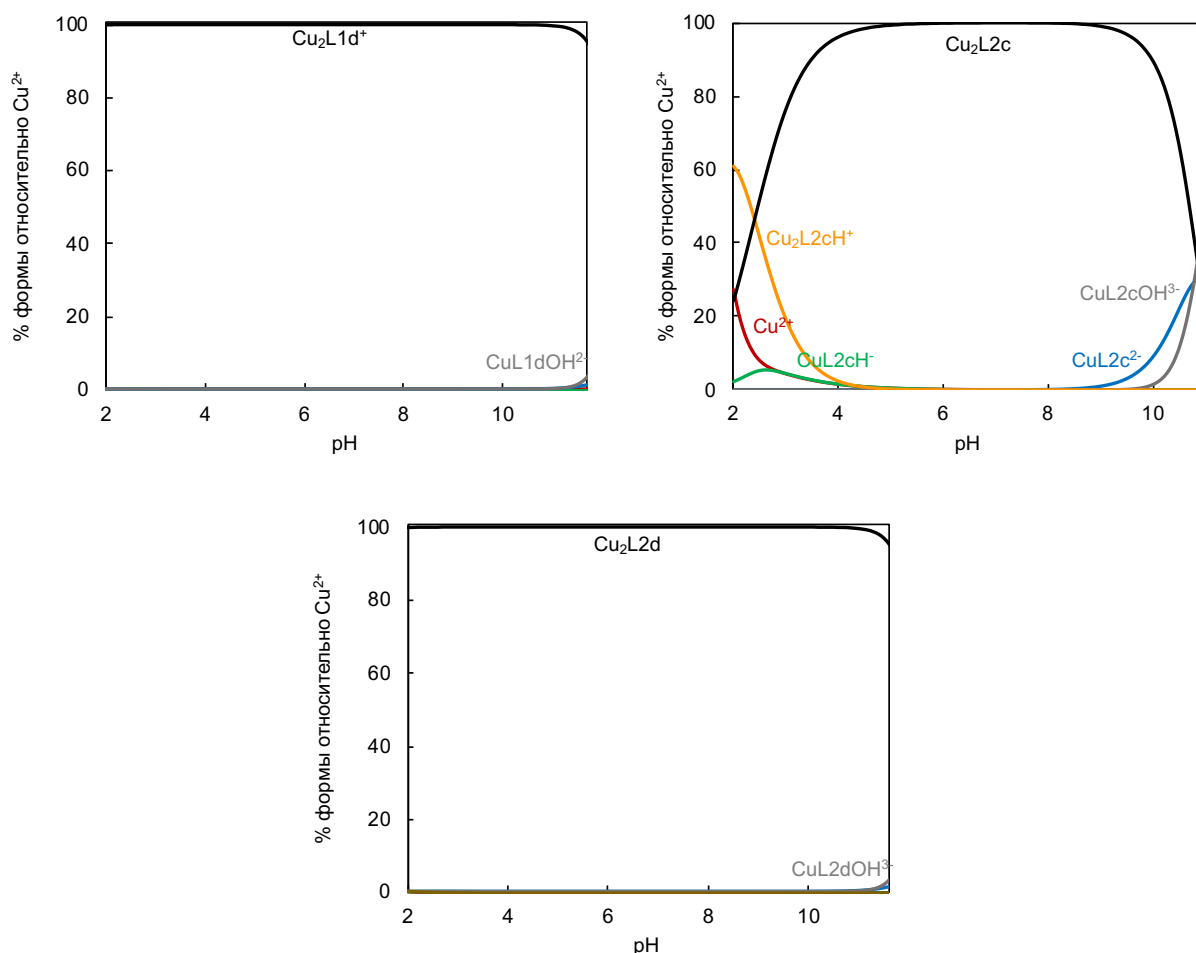 % формы относительно Cu²⁺
100
80
60
40
20
0
Cu₂L1d⁺
CuL1dOH²⁻
2
4
6
8
10
pH
% формы относительно Cu²⁺
100
80
60
40
20
0
Cu₂L2c
Cu₂L2cH⁺
Cu²⁺
CuL2cH⁻
CuL2cOH³⁻
CuL2c²⁻
2
4
6
8
10
pH
% формы относительно Cu²⁺
100
80
60
40
20
0
Cu₂L2d
CuL2dOH³⁻
2
4
6
8
10
pH